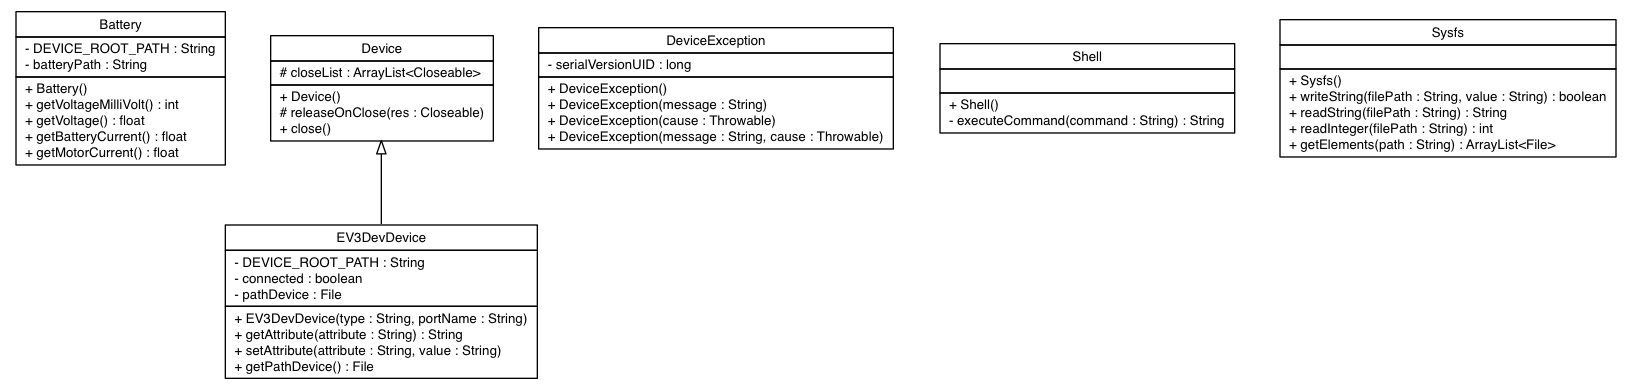 Battery
- DEVICE_ROOT_PATH : String
- batteryPath : String
+ Battery()
+ getVoltageMilliVolt() : int
+ getVoltage() : float
+ getBatteryCurrent() : float
+ getMotorCurrent() : float
Device
# closeList : ArrayList<Closeable>
+ Device()
# releaseOnClose(res : Closeable)
+ close()
DeviceException
- serialVersionUID : long
+ DeviceException()
+ DeviceException(message : String)
+ DeviceException(cause : Throwable)
+ DeviceException(message : String, cause : Throwable)
Shell
+ Shell()
- executeCommand(command : String) : String
Sysfs
+ Sysfs()
+ writeString(filePath : String, value : String) : boolean
+ readString(filePath : String) : String
+ readInteger(filePath : String) : int
+ getElements(path : String) : ArrayList<File>
EV3DevDevice
- DEVICE_ROOT_PATH : String
- connected : boolean
- pathDevice : File
+ EV3DevDevice(type : String, portName : String)
+ getAttribute(attribute : String) : String
+ setAttribute(attribute : String, value : String)
+ getPathDevice() : File